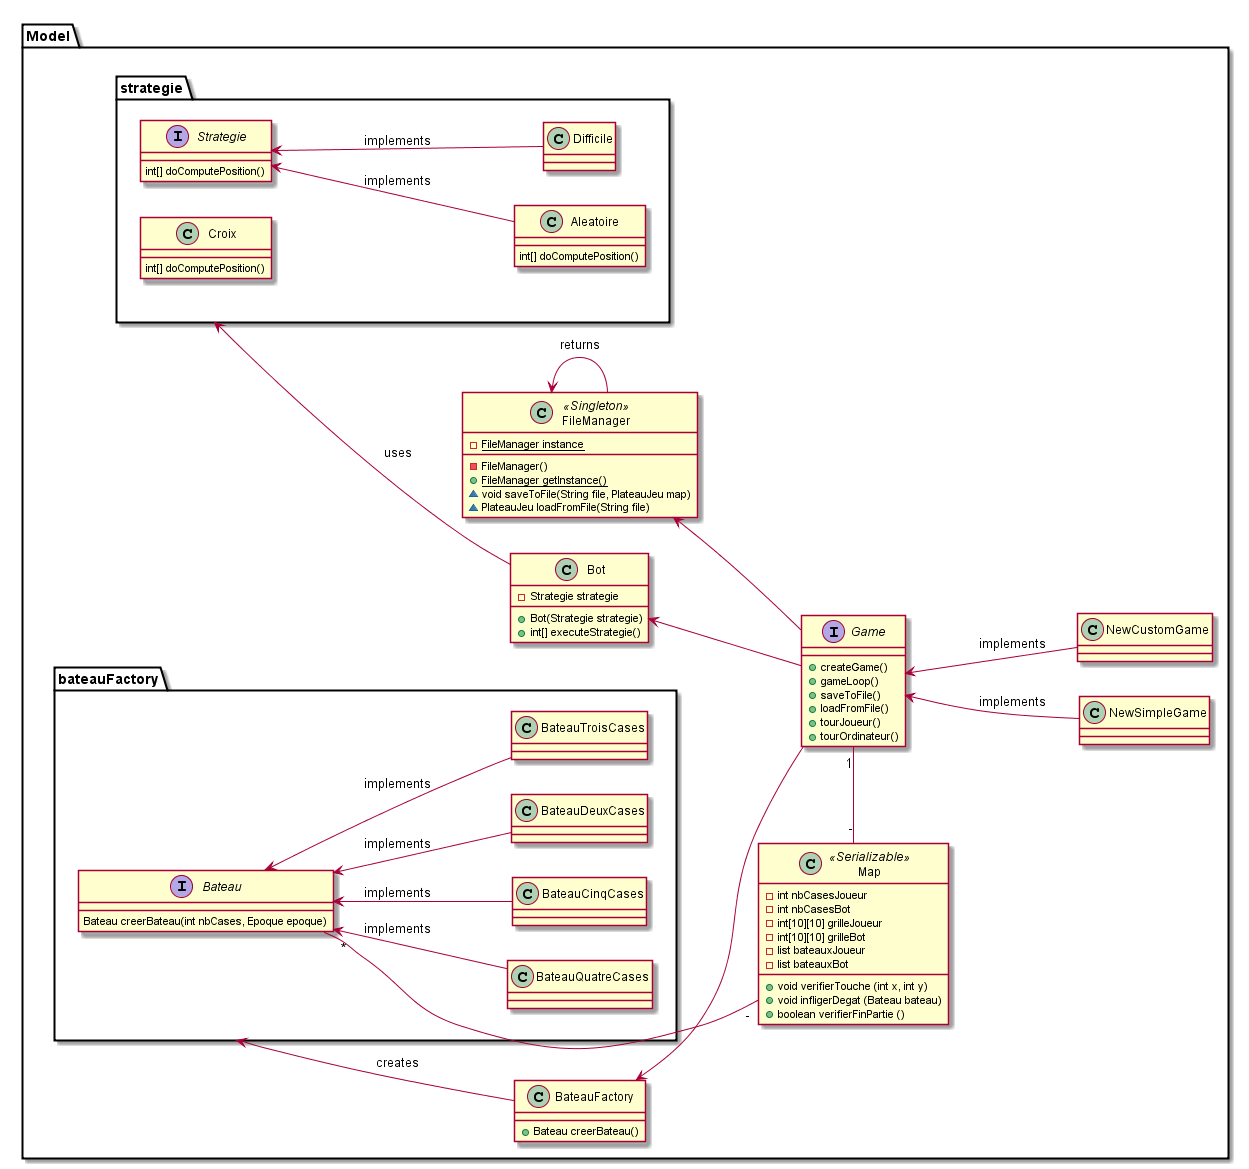 Model
strategie
I Strategie
int[] doComputePosition()
implements
C Difficile
implements
C Aleatoire
int[] doComputePosition()
C Croix
int[] doComputePosition()
returns
C «Singleton»
FileManager
FileManager instance
FileManager()
FileManager getInstance()
void saveToFile(String file, PlateauJeu map)
PlateauJeu loadFromFile(String file)
uses
C Bot
Strategie strategie
Bot(Strategie strategie)
int[] executeStrategie()
I Game
createGame()
gameLoop()
saveToFile()
loadFromFile()
tourJoueur()
tourOrdinateur()
implements
C NewCustomGame
implements
C NewSimpleGame
bateauFactory
C BateauTroisCases
implements
C BateauDeuxCases
implements
C BateauCinqCases
implements
C BateauQuatreCases
implements
I Bateau
Bateau creerBateau(int nbCases, Epoque epoque)
*
1
-
C «Serializable»
Map
int nbCasesJoueur
int nbCasesBot
int[10][10] grilleJoueur
int[10][10] grilleBot
list bateauxJoueur
list bateauxBot
void verifierTouche (int x, int y)
void infligerDegat (Bateau bateau)
boolean verifierFinPartie ()
-
creates
C BateauFactory
Bateau creerBateau()